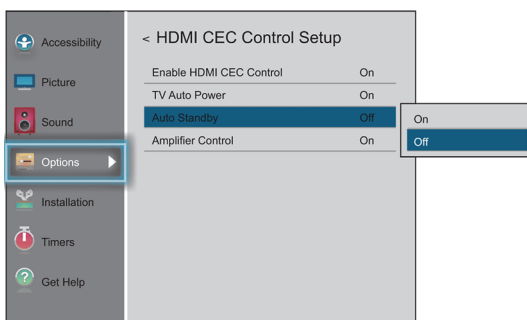 Accessibility
Picture
Sound
Options
Installation
Timers
Get Help
< HDMI CEC Control Setup
Enable HDMI CEC Control On
TV Auto Power On
Auto Standby Off
Amplifier Control On
On
Off